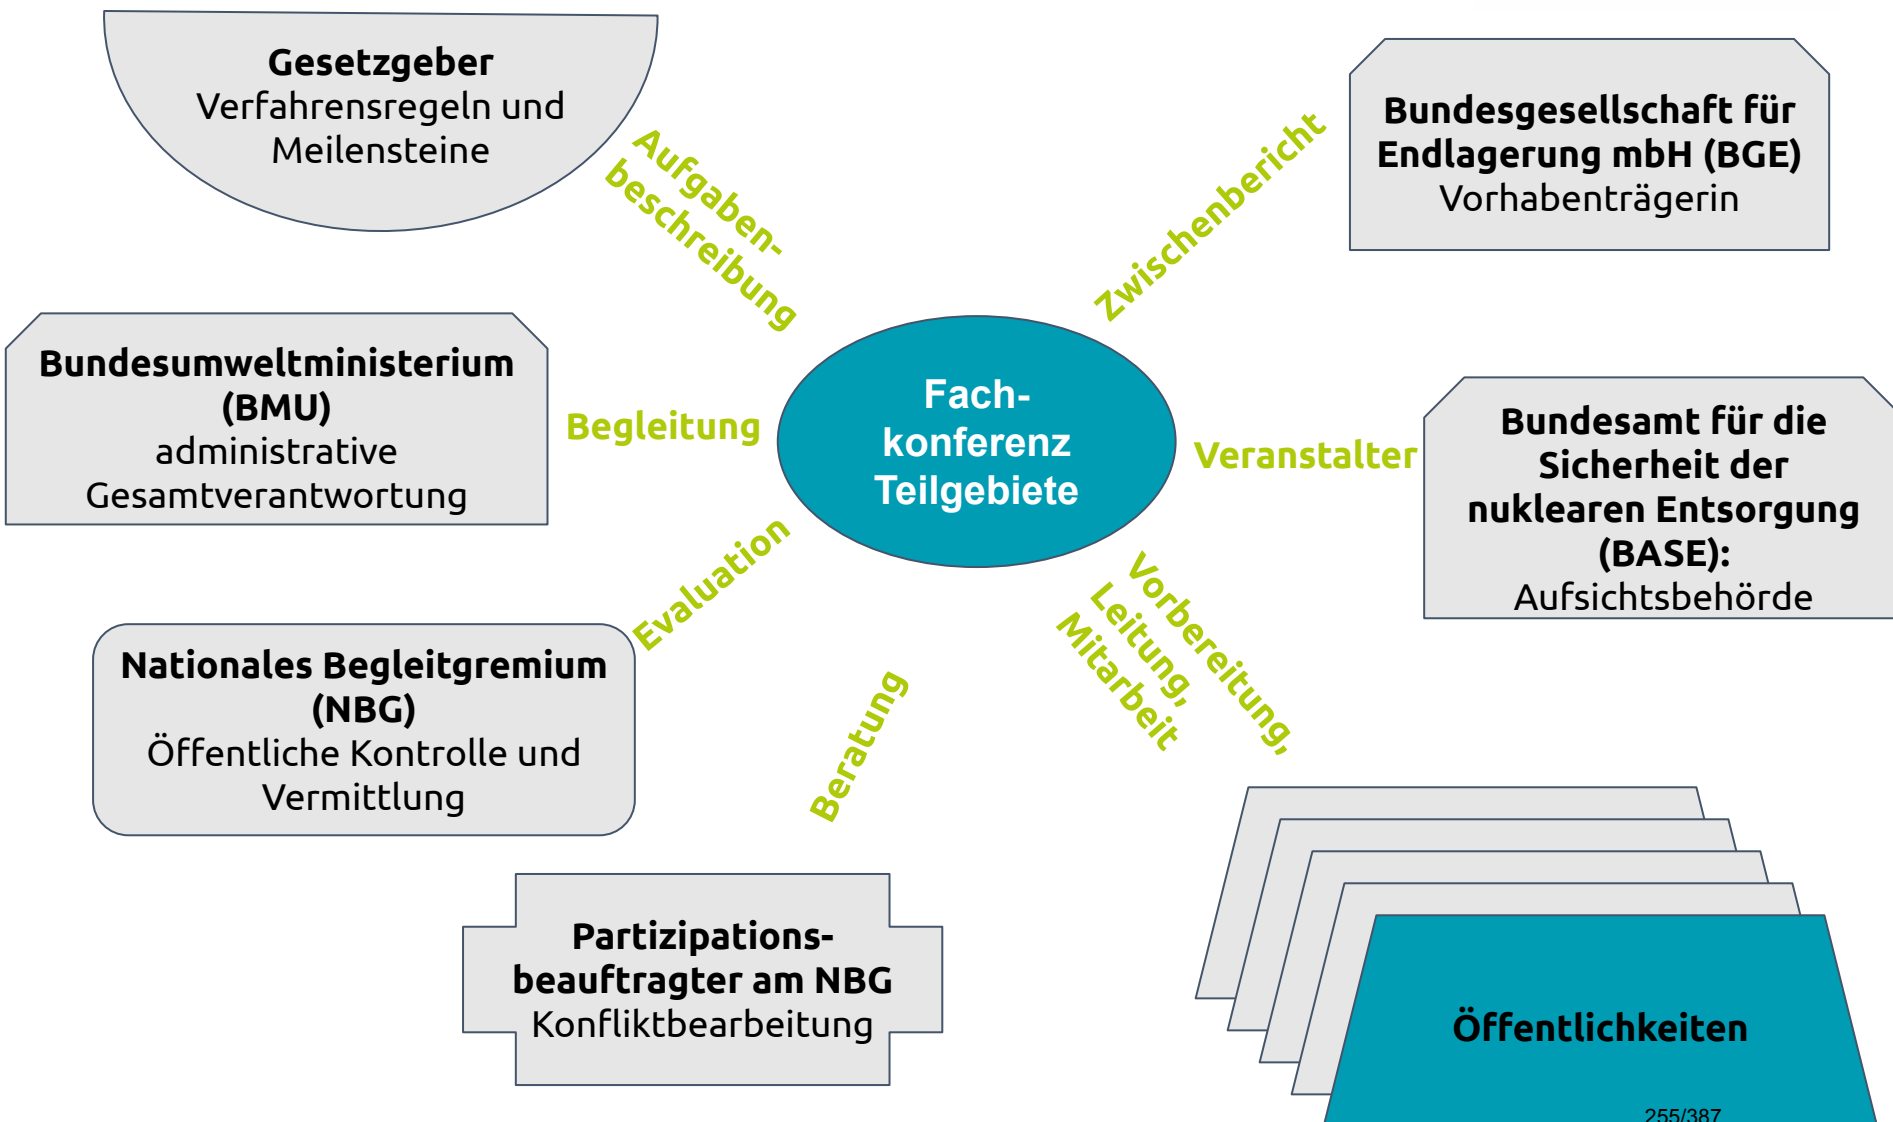 Gesetzgeber
Verfahrensregeln und
Meilensteine
Aufgaben-
beschreibung
Zwischenbericht
Bundesgesellschaft für
Endlagerung mbH (BGE)
Vorhabenträgerin
Bundesumweltministerium
(BMU)
administrative
Gesamtverantwortung
Begleitung
Fach-
konferenz
Teilgebiete
Veranstalter
Bundesamt für die
Sicherheit der
nuklearen Entsorgung
(BASE):
Aufsichtsbehörde
Evaluation
Nationales Begleitgremium
(NBG)
Öffentliche Kontrolle und
Vermittlung
Beratung
Vorbereitung,
Leitung,
Mitarbeit
Partizipations-
beauftragter am NBG
Konfliktbearbeitung
Öffentlichkeiten
255/387